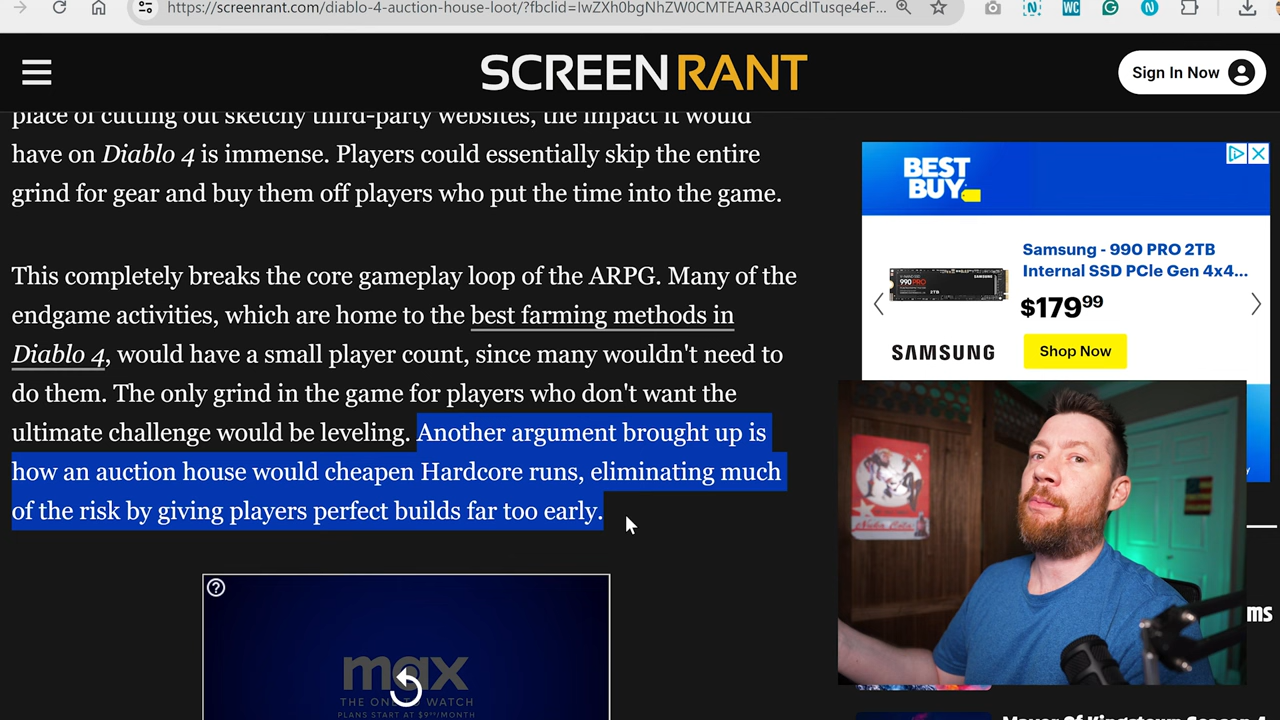 https://screenrant.com/diablo-4-auction-house-loot/?fbclid=IwZXh0bgNhZW0CMTEAAR3A0CdITusqe4eF...
WC
SCREENRANT
Sign In Now
place of cutting out sketchy third-party websites, the impact it would
have on Diablo 4 is immense. Players could essentially skip the entire
grind for gear and buy them off players who put the time into the game.
This completely breaks the core gameplay loop of the ARPG. Many of the
endgame activities, which are home to the best farming methods in
Diablo 4, would have a small player count, since many wouldn't need to
do them. The only grind in the game for players who don't want the
ultimate challenge would be leveling. Another argument brought up is
how an auction house would cheapen Hardcore runs, eliminating much
of the risk by giving players perfect builds far too early.
BEST
BUY
Samsung - 990 PRO 2TB
Internal SSD PCIe Gen 4x4...
$179.99
SAMSUNG
Shop Now
Nuka Cola
max
THE ONE TO WATCH
PLANS START AT $9.99/MONTH
ms